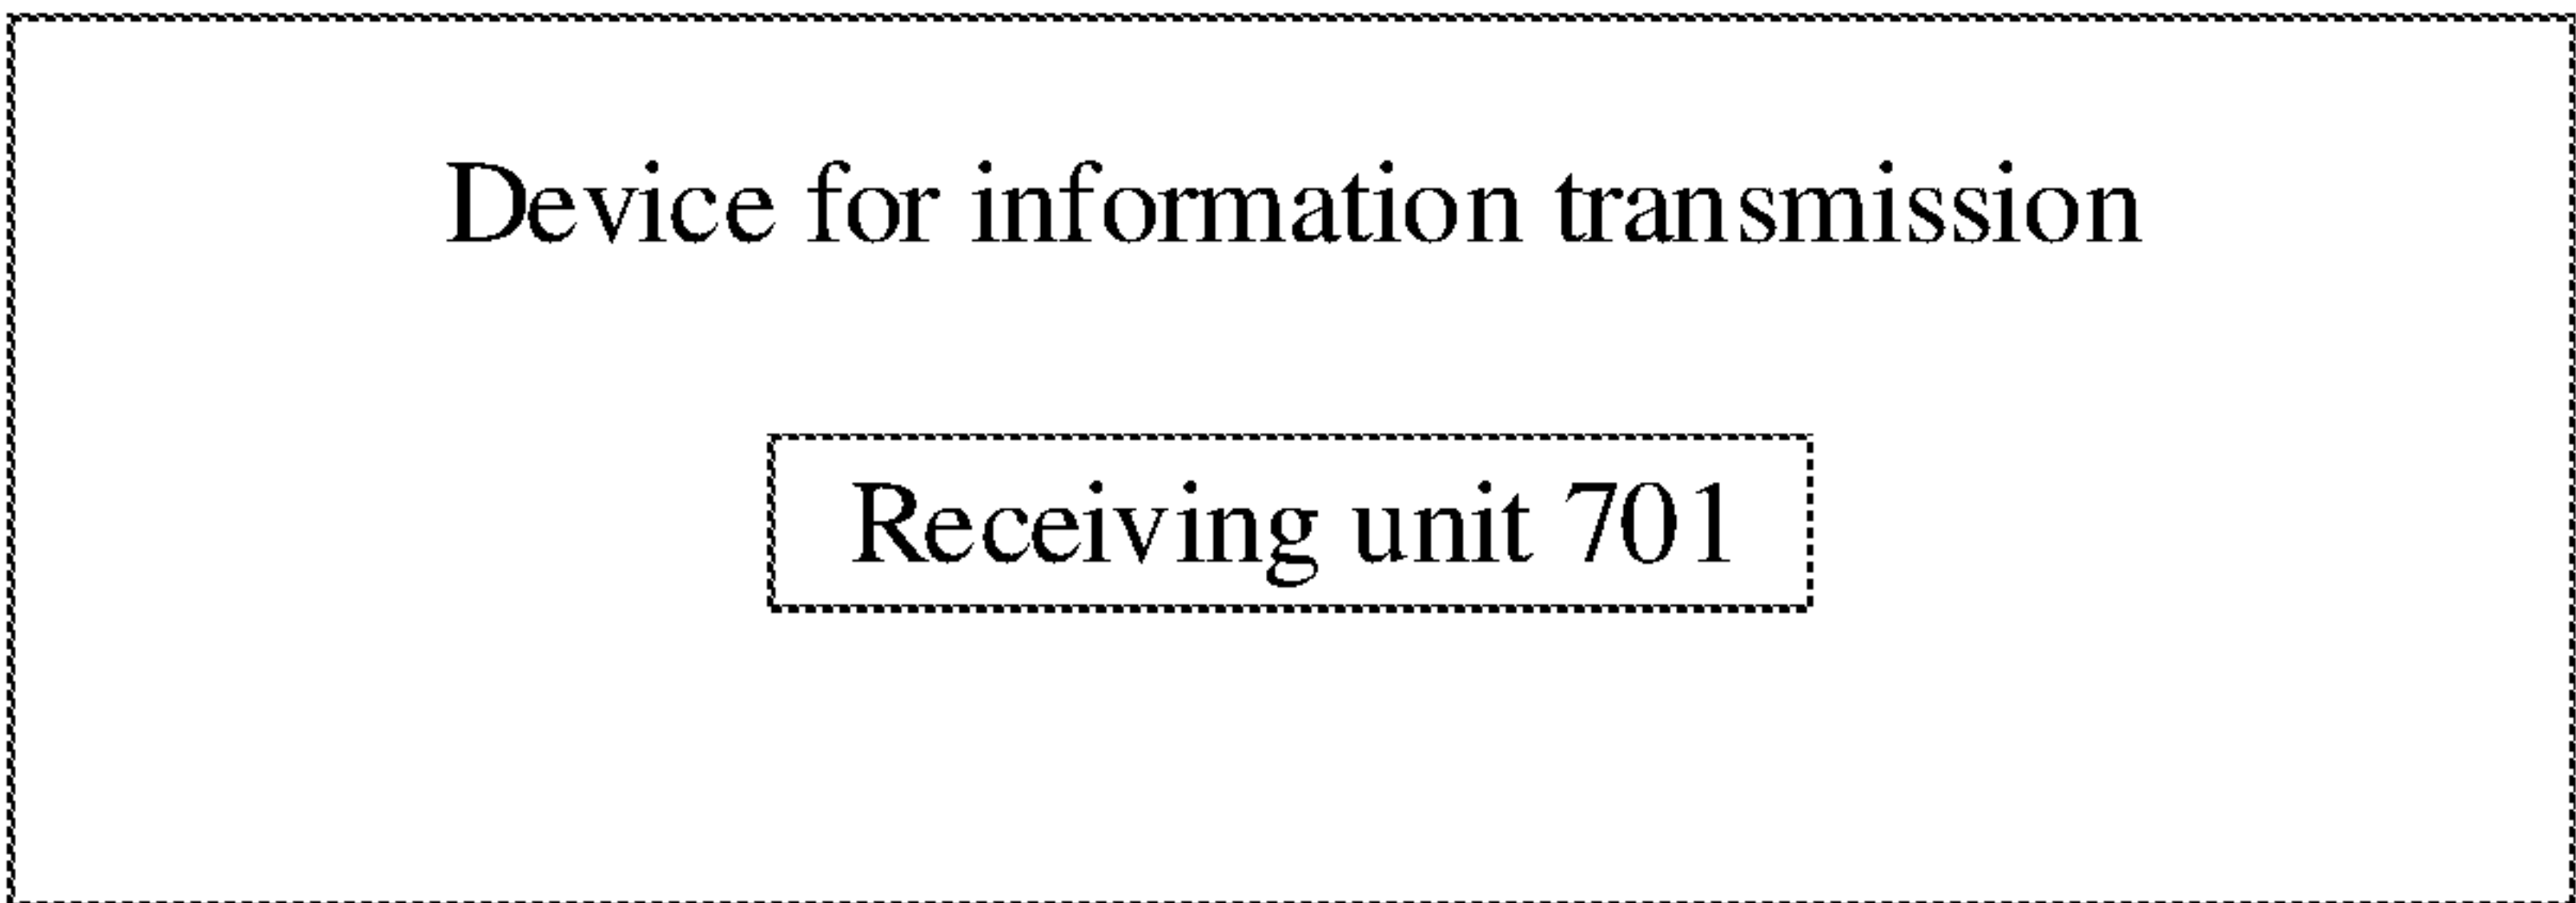 Device for information transmission
Receiving unit 701